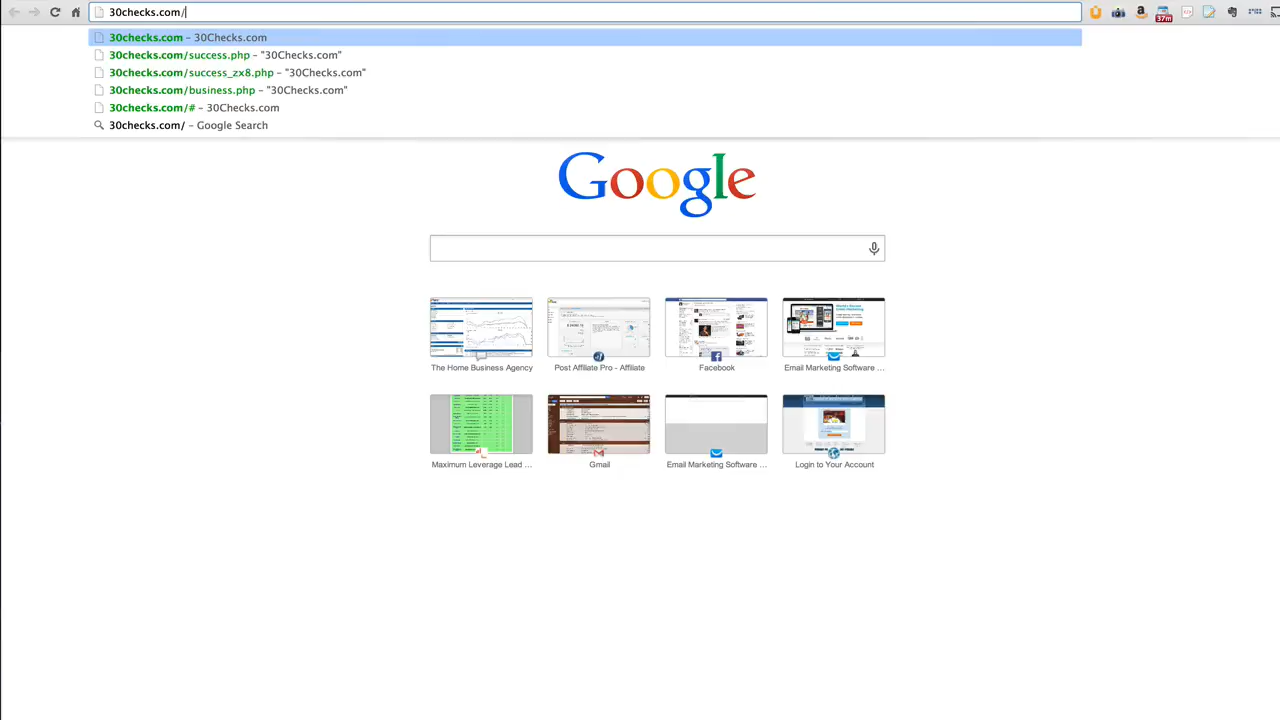 30checks.com/
37m
30checks.com – 30Checks.com
30checks.com/success.php – "30Checks.com"
30checks.com/success_zx8.php – "30Checks.com"
30checks.com/business.php – "30Checks.com"
30checks.com/# – 30Checks.com
30checks.com/ – Google Search
Google
The Home Business Agency
Post Affiliate Pro - Affiliate
Facebook
Email Marketing Software ...
Maximum Leverage Lead ...
Gmail
Email Marketing Software ...
Login to Your Account